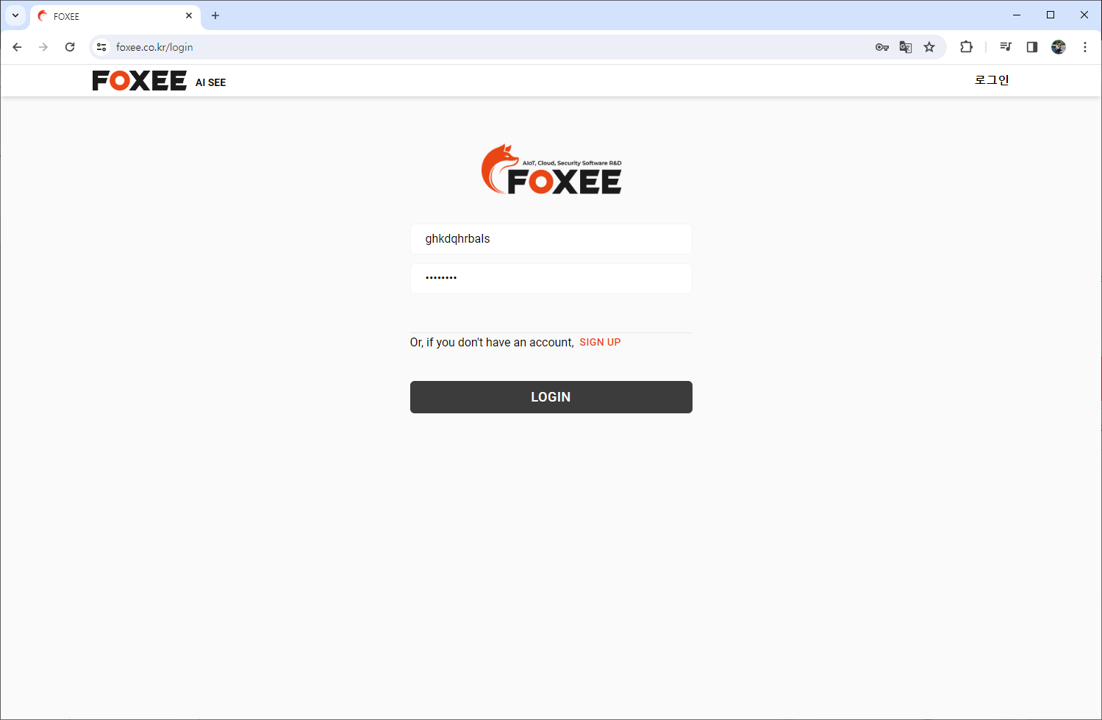 FOXEE
foxee.co.kr/login
FOXEE AI SEE
로그인
AIoT, Cloud, Security Software R&D
FOXEE
ghkdqhrbals
••••••••
Or, if you don't have an account, SIGN UP
LOGIN